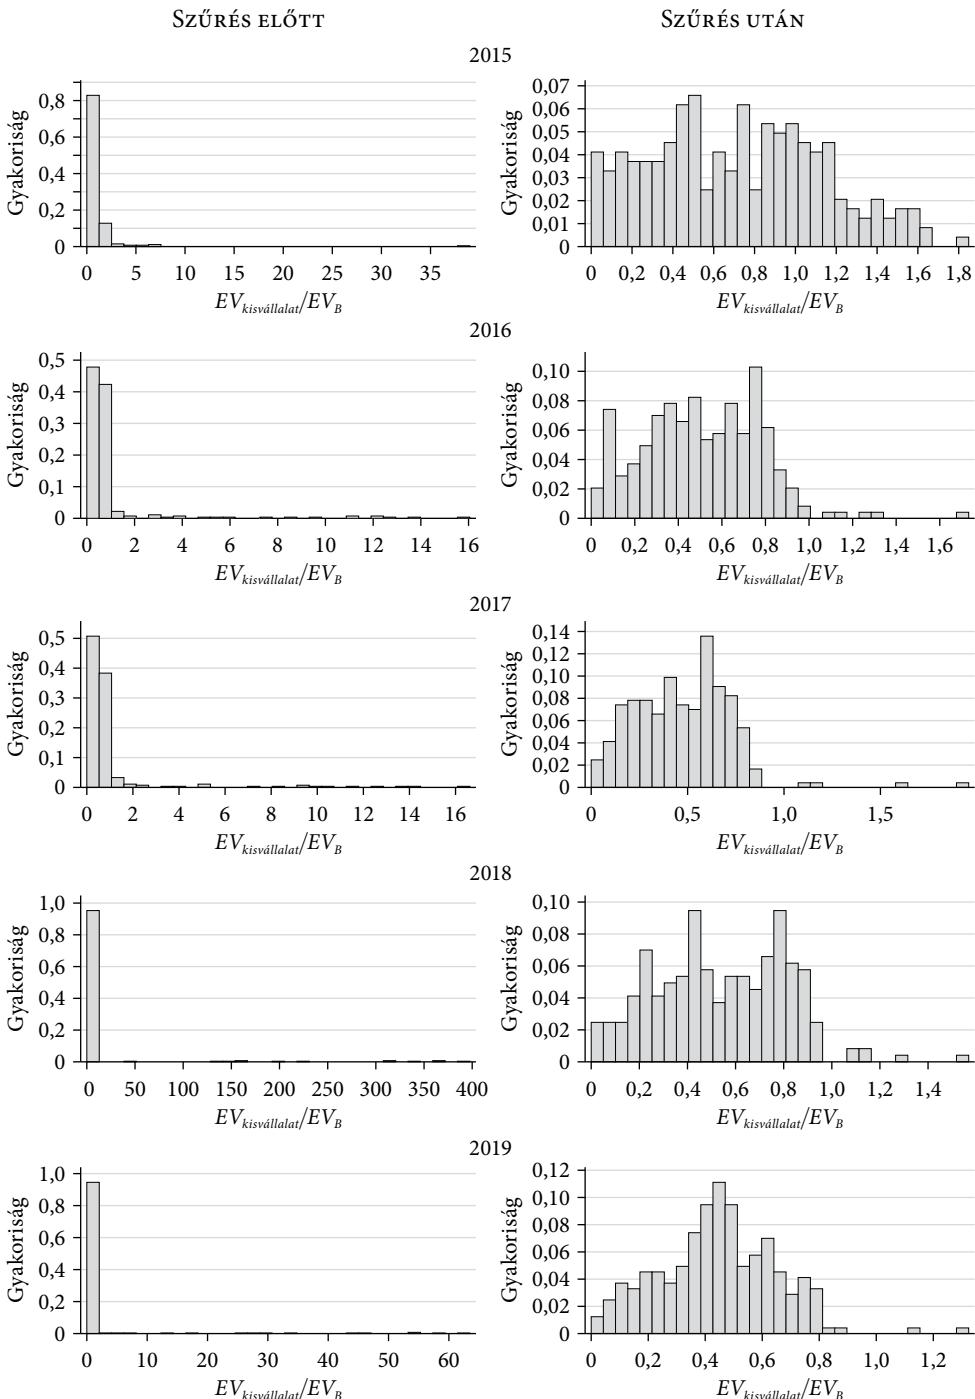 SZŰRÉS ELŐTT
SZŰRÉS UTÁN
2015
Gyakoriság
0,8
0,6
0,4
0,2
0
0 5 10 15 20 25 30 35
EVkisvállalat/EVB
Gyakoriság
0,07
0,06
0,05
0,04
0,03
0,02
0,01
0
0 0,2 0,4 0,6 0,8 1,0 1,2 1,4 1,6 1,8
EVkisvállalat/EVB
2016
Gyakoriság
0,5
0,4
0,3
0,2
0,1
0
0 2 4 6 8 10 12 14 16
EVkisvállalat/EVB
Gyakoriság
0,10
0,08
0,06
0,04
0,02
0
0 0,2 0,4 0,6 0,8 1,0 1,2 1,4 1,6
EVkisvállalat/EVB
2017
Gyakoriság
0,5
0,4
0,3
0,2
0,1
0
0 2 4 6 8 10 12 14 16
EVkisvállalat/EVB
Gyakoriság
0,14
0,12
0,10
0,08
0,06
0,04
0,02
0
0 0,5 1,0 1,5
EVkisvállalat/EVB
2018
Gyakoriság
1,0
0,8
0,6
0,4
0,2
0
0 50 100 150 200 250 300 350 400
EVkisvállalat/EVB
Gyakoriság
0,10
0,08
0,06
0,04
0,02
0
0 0,2 0,4 0,6 0,8 1,0 1,2 1,4
EVkisvállalat/EVB
2019
Gyakoriság
1,0
0,8
0,6
0,4
0,2
0
0 10 20 30 40 50 60
EVkisvállalat/EVB
Gyakoriság
0,12
0,10
0,08
0,06
0,04
0,02
0
0 0,2 0,4 0,6 0,8 1,0 1,2
EVkisvállalat/EVB